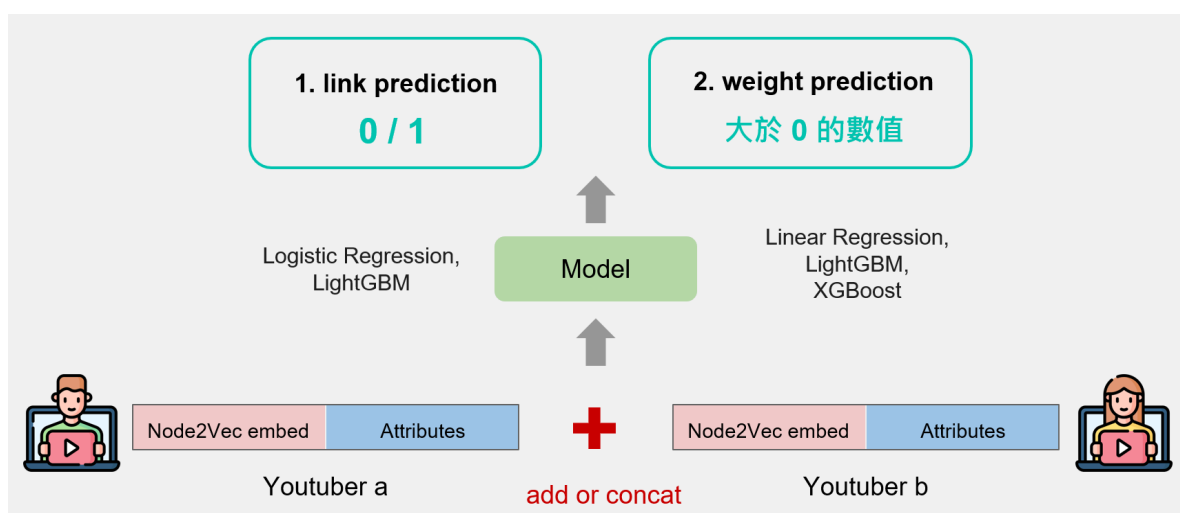 1. link prediction
0 / 1
2. weight prediction
大於 0 的數值
Logistic Regression,
LightGBM
Model
Linear Regression,
LightGBM,
XGBoost
Node2Vec embed
Attributes
Node2Vec embed
Attributes
Youtuber a
add or concat
Youtuber b